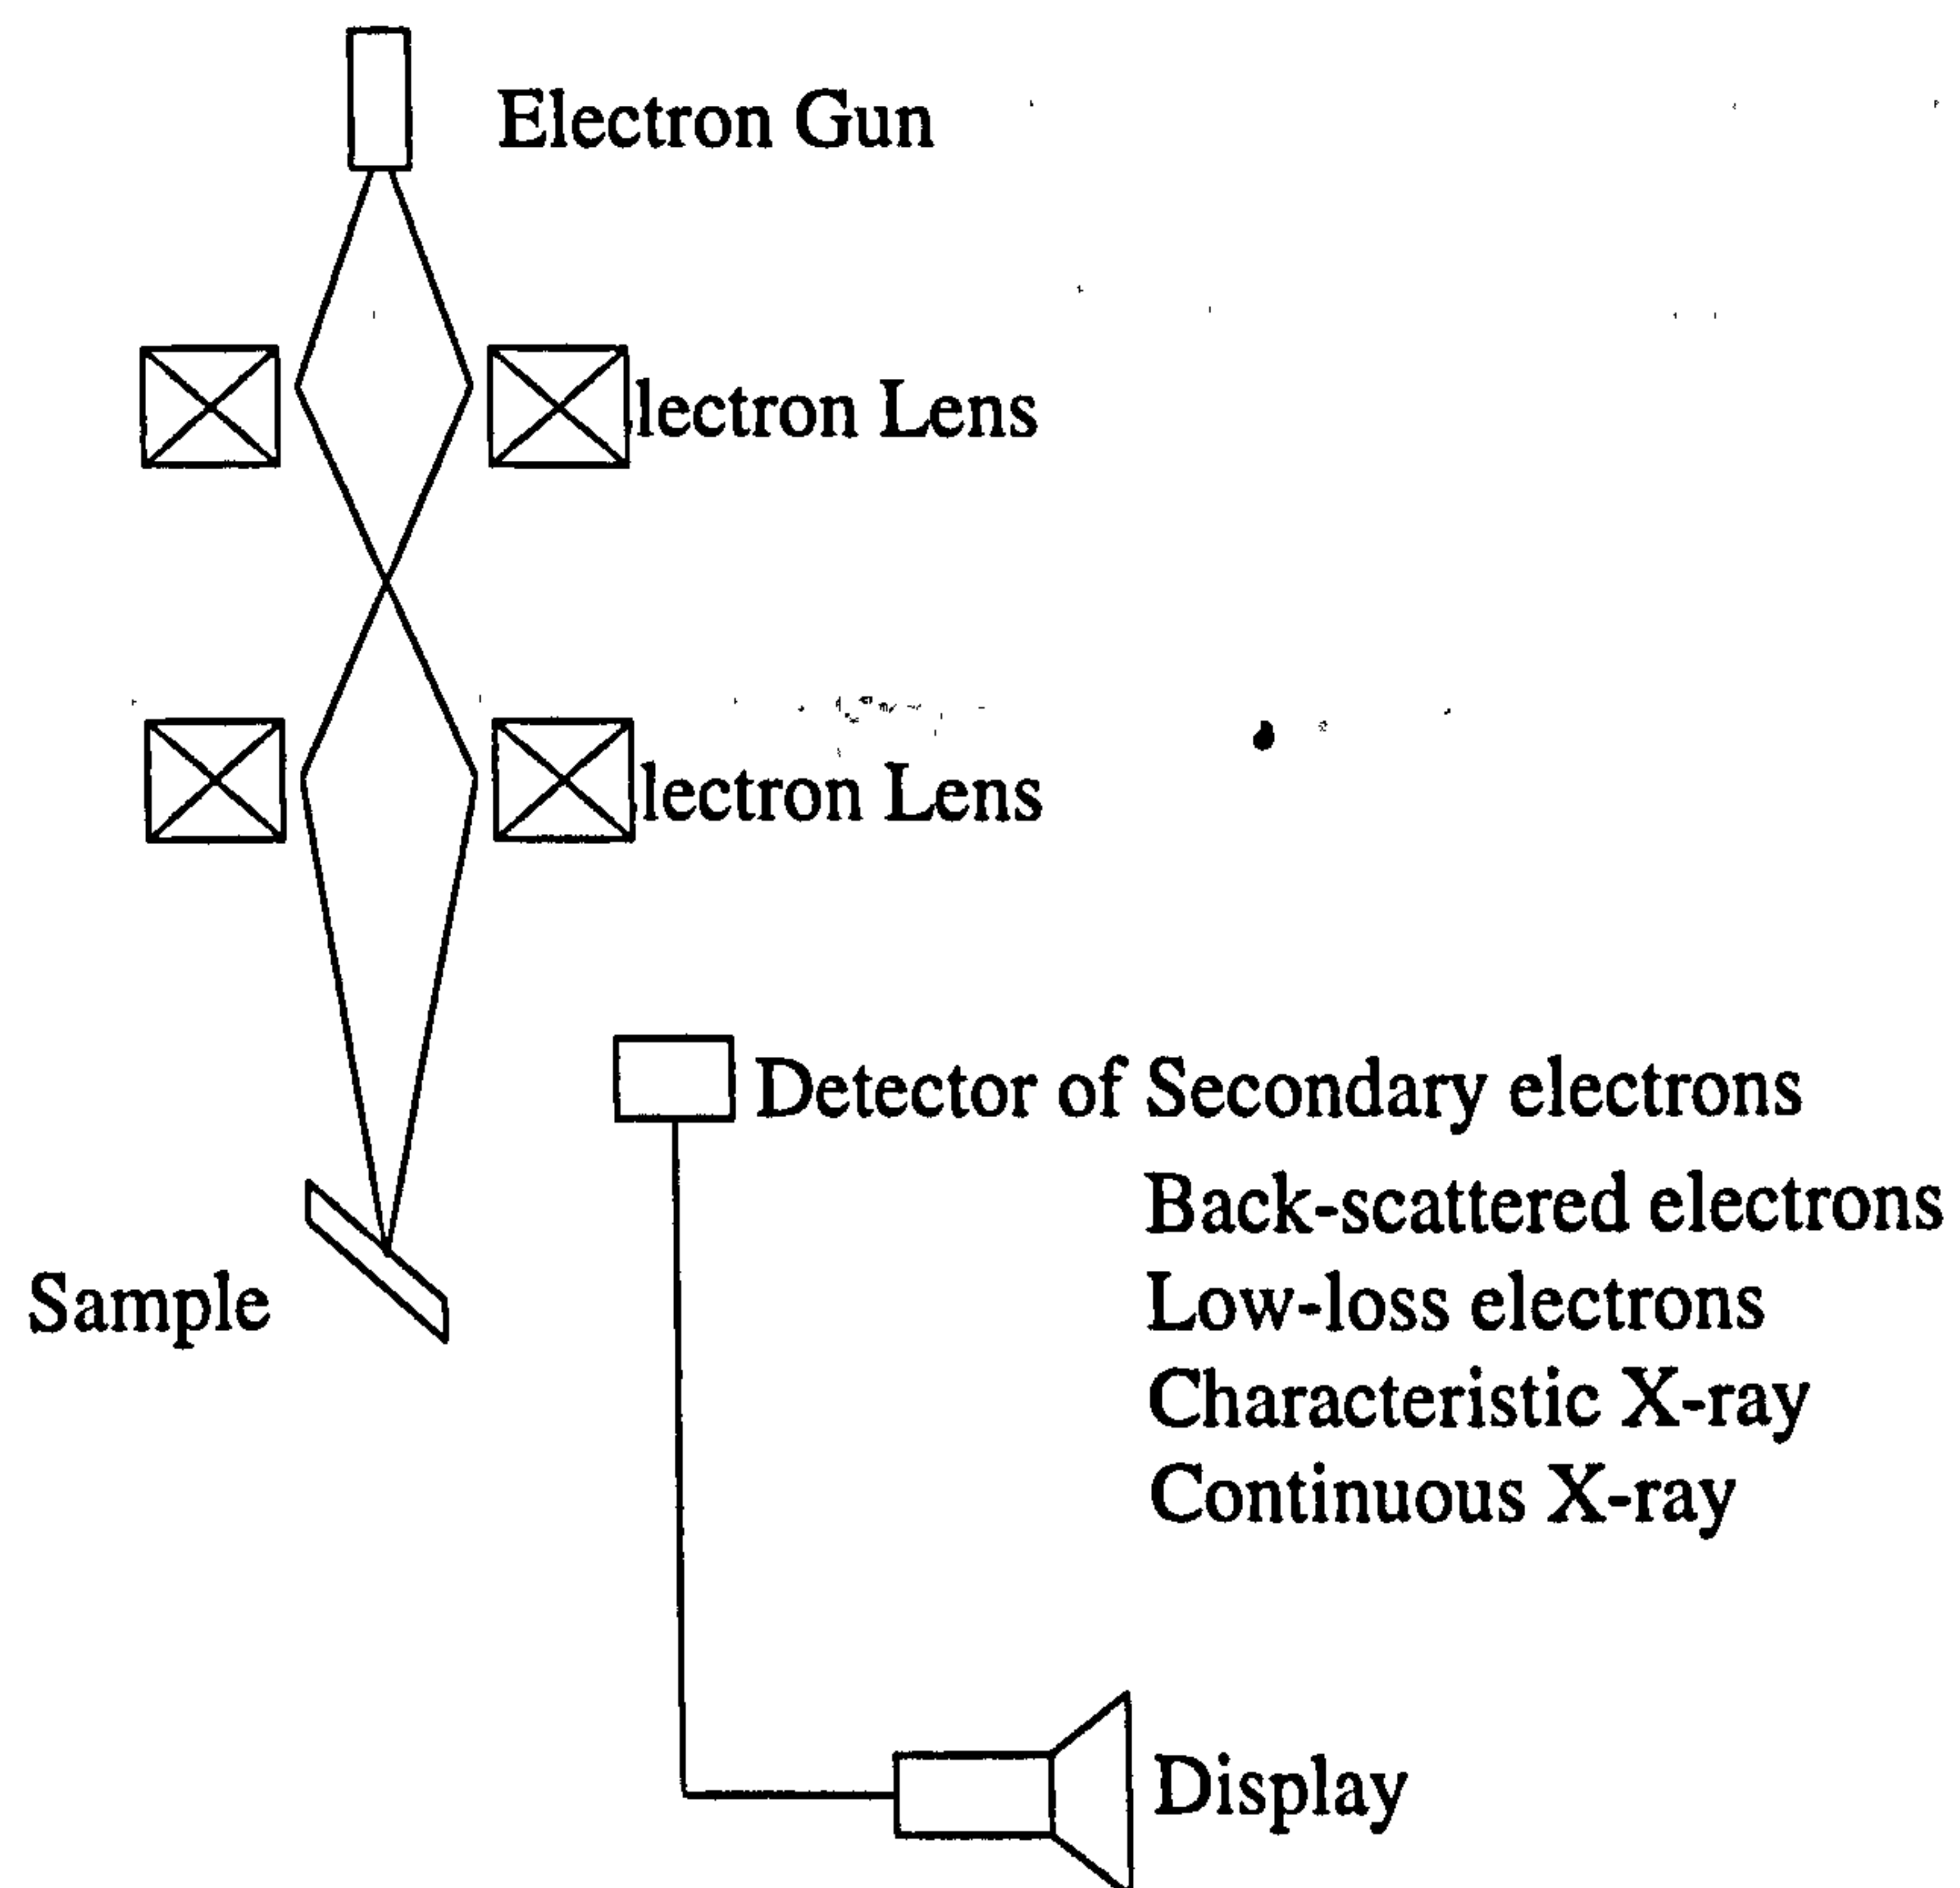 Electron Gun
lectron Lens
lectron Lens
Detector of Secondary electrons
Back-scattered electrons
Low-loss electrons
Sample
Characteristic X-ray
Continuous X-ray
Display